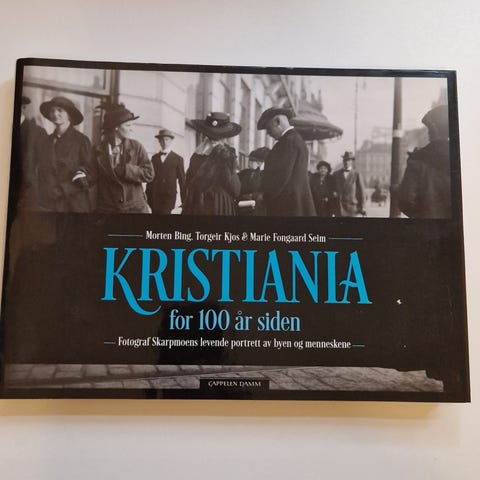 Morten Bing, Torgeir Kjos & Marie Fongaard Seim
KRISTIANIA
for 100 år siden
Fotograf Skarpmoens levende portrett av byen og menneskene
CAPPELEN DAMM